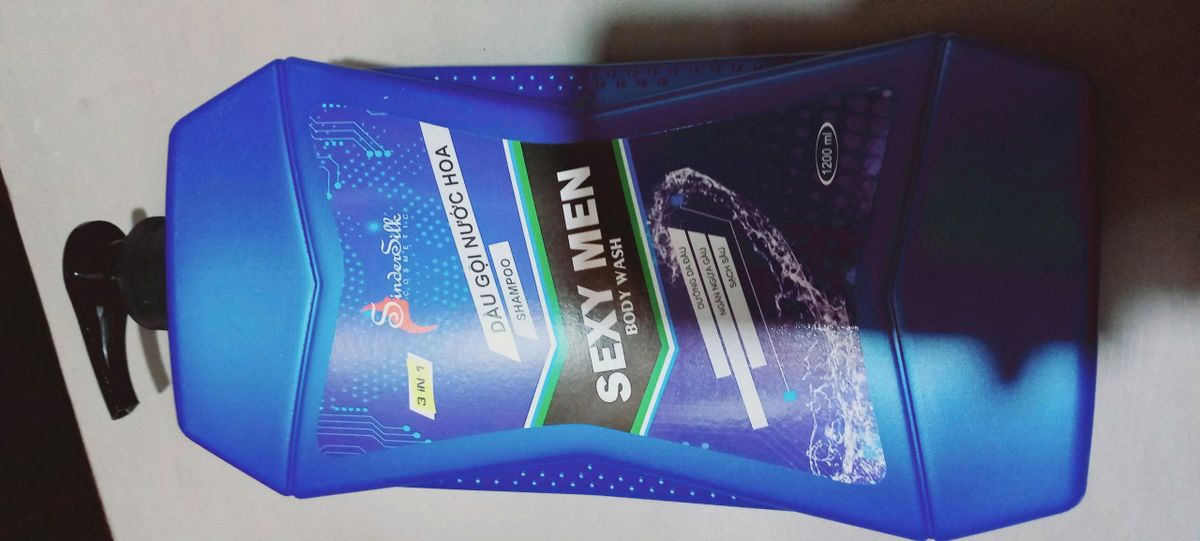 SinderSilk
COSMETIC
3 IN 1
DẦU GỘI NƯỚC HOA
SHAMPOO
SEXY MEN
BODY WASH
DƯỠNG DA ĐẦU
NGĂN NGỪA GÀU
SẠCH SÂU
1200 ml